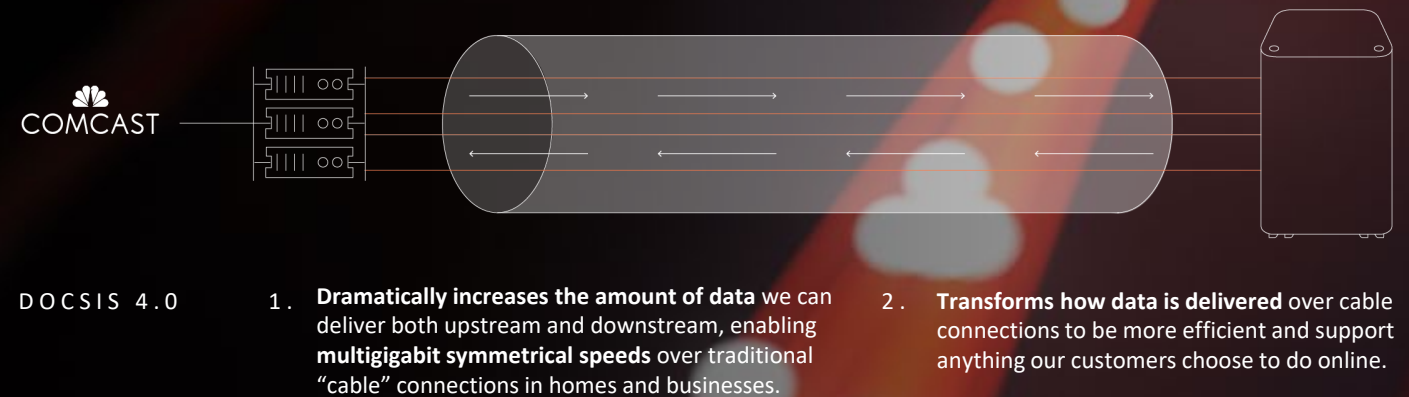 COMCAST
DOCSIS 4.0
1. Dramatically increases the amount of data we can
deliver both upstream and downstream, enabling
multigigabit symmetrical speeds over traditional
“cable” connections in homes and businesses.
2. Transforms how data is delivered over cable
connections to be more efficient and support
anything our customers choose to do online.